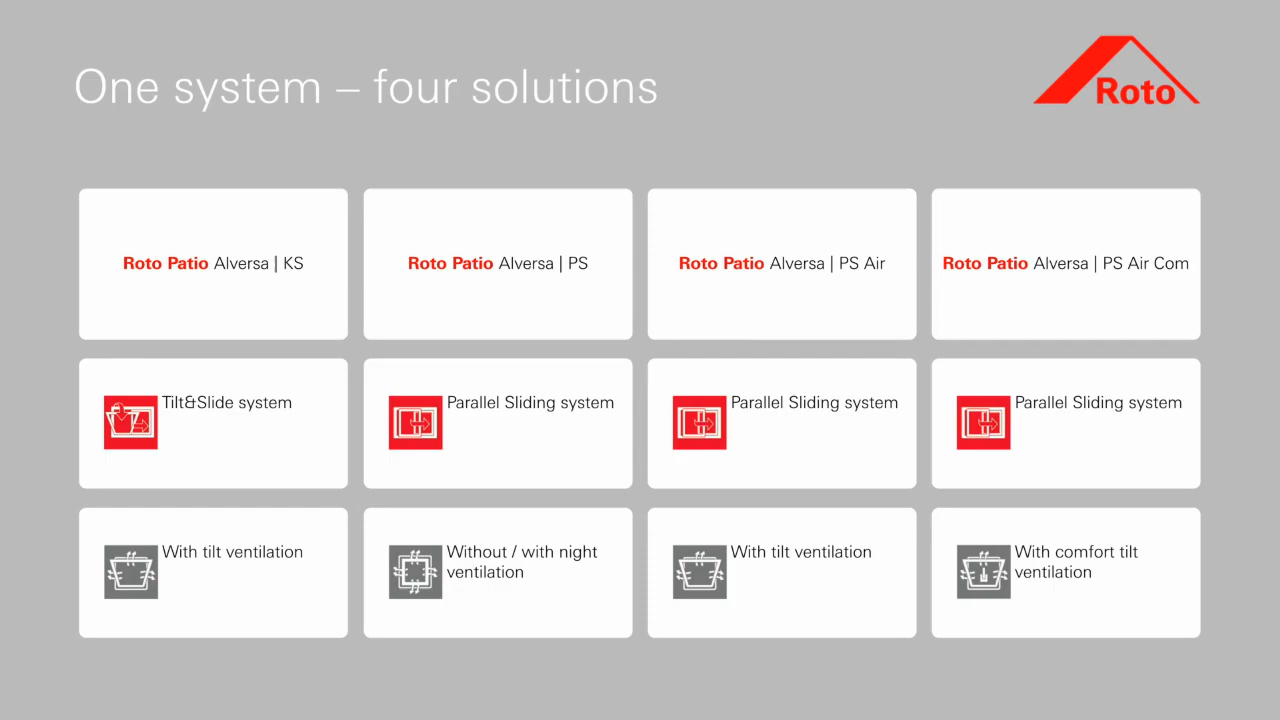 One system – four solutions
Roto
Roto Patio Alversa | KS
Roto Patio Alversa | PS
Roto Patio Alversa | PS Air
Roto Patio Alversa | PS Air Com
Tilt&Slide system
Parallel Sliding system
Parallel Sliding system
Parallel Sliding system
With tilt ventilation
Without / with night
ventilation
With tilt ventilation
With comfort tilt
ventilation